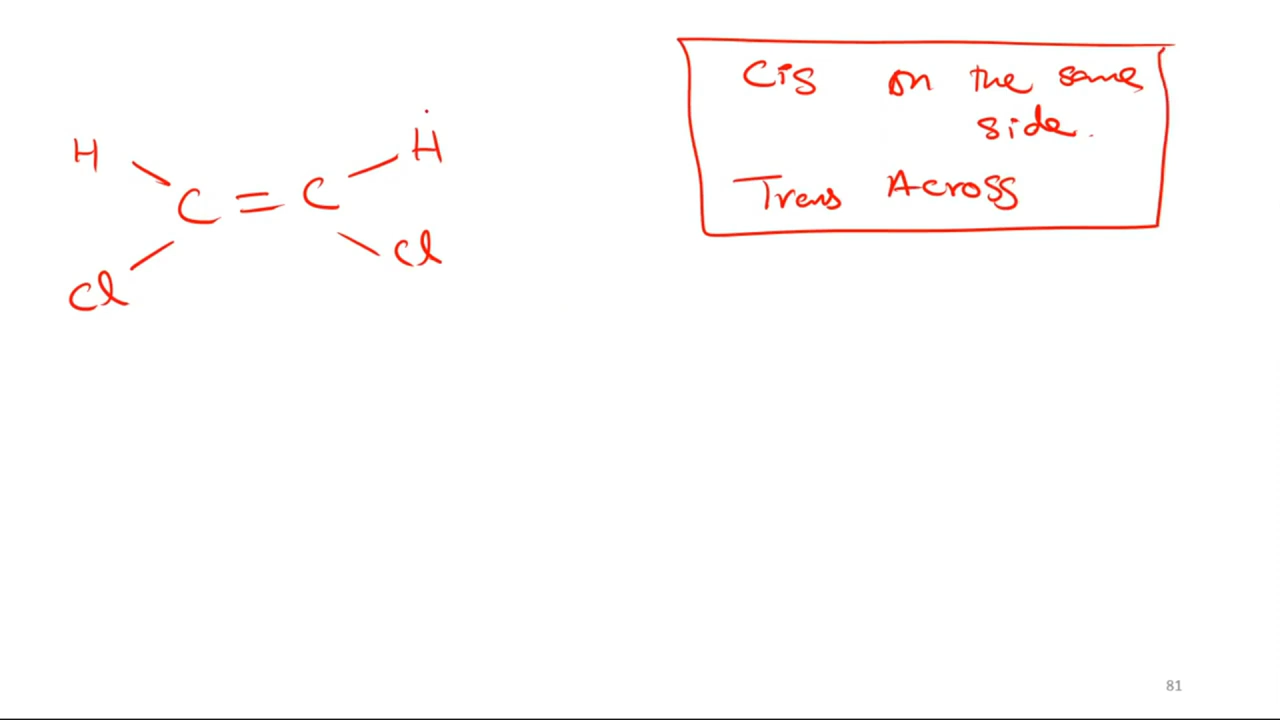 Cis on the same
side.
Trans Across
H H
C = C
Cl Cl
81